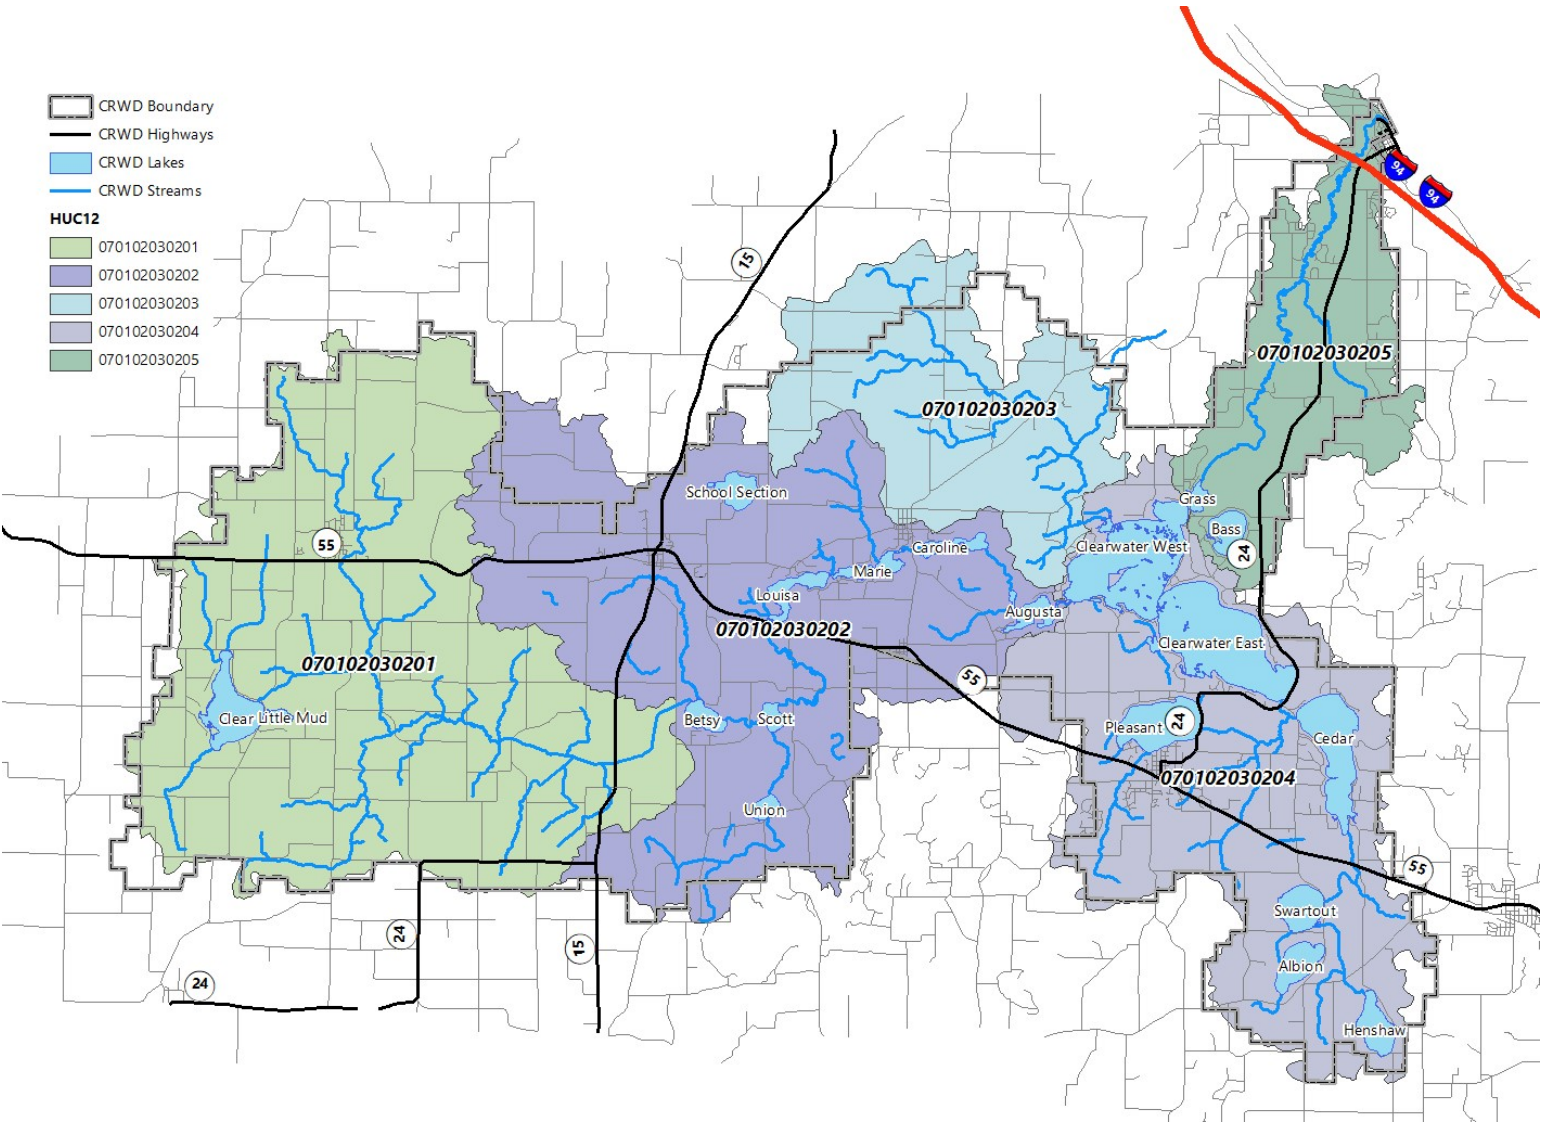 CRWD Boundary
CRWD Highways
CRWD Lakes
CRWD Streams
HUC12
070102030201
070102030202
070102030203
070102030204
070102030205
94
94
15
070102030205
070102030203
School Section
Grass
Bass
55
24
Caroline
Clearwater West
Marie
Louisa
Augusta
070102030202
Clearwater East
070102030201
55
Clear Little Mud
Betsy
Scott
Pleasant
24
Cedar
070102030204
Union
55
Swartout
24
15
Albion
24
Henshaw